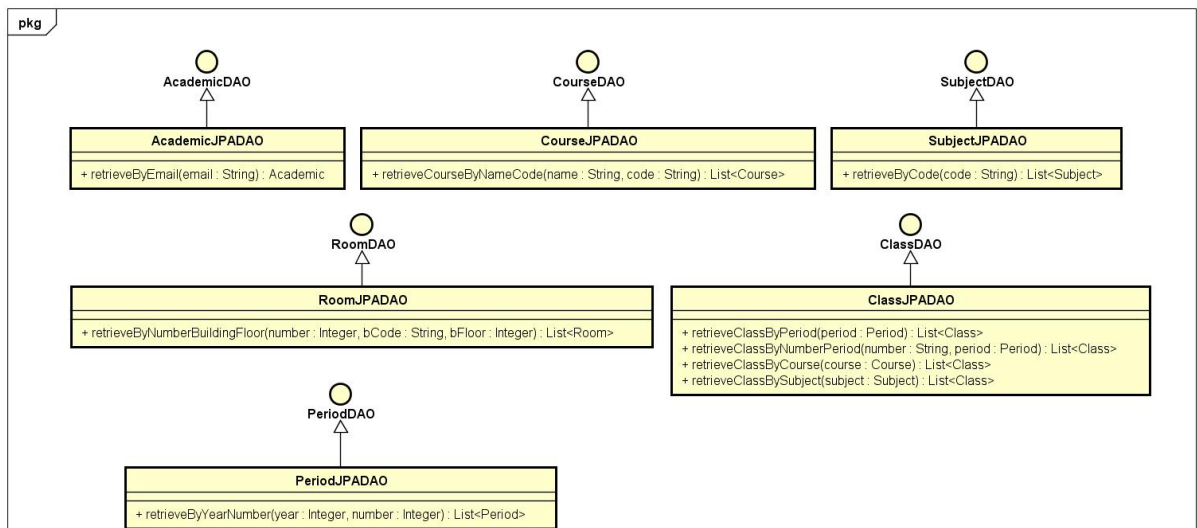 pkg
AcademicDAO
CourseDAO
SubjectDAO
AcademicJPADAO
+ retrieveByEmail(email : String) : Academic
CourseJPADAO
+ retrieveCourseByNameCode(name : String, code : String) : List<Course>
SubjectJPADAO
+ retrieveByCode(code : String) : List<Subject>
RoomDAO
ClassDAO
RoomJPADAO
+ retrieveByNumberBuildingFloor(number : Integer, bCode : String, bFloor : Integer) : List<Room>
ClassJPADAO
+ retrieveClassByPeriod(period : Period) : List<Class>
+ retrieveClassByNumberPeriod(number : String, period : Period) : List<Class>
+ retrieveClassByCourse(course : Course) : List<Class>
+ retrieveClassBySubject(subject : Subject) : List<Class>
PeriodDAO
PeriodJPADAO
+ retrieveByYearNumber(year : Integer, number : Integer) : List<Period>